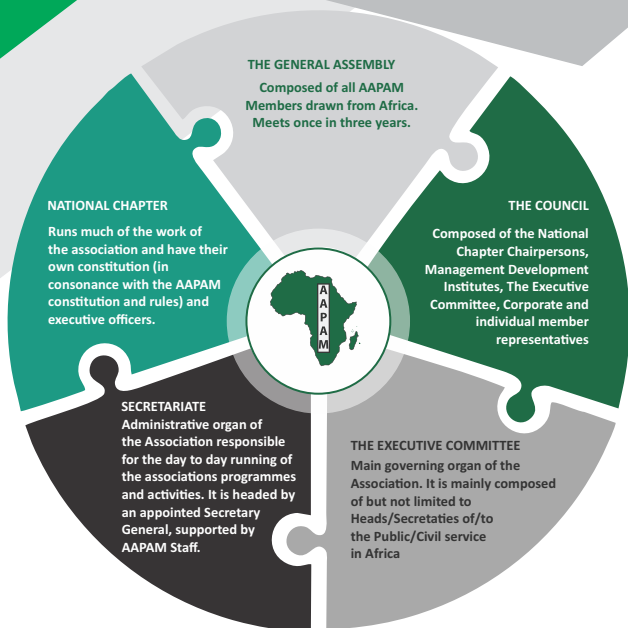 THE GENERAL ASSEMBLY
Composed of all AAPAM
Members drawn from Africa.
Meets once in three years.
NATIONAL CHAPTER
Runs much of the work of
the association and have their
own constitution (in
consonance with the AAPAM
constitution and rules) and
executive officers.
THE COUNCIL
Composed of the National
Chapter Chairpersons,
Management Development
Institutes, The Executive
Committee, Corporate and
individual member
representatives
A
A
P
A
M
SECRETARIATE
Administrative organ of
the Association responsible
for the day to day running of
the associations programmes
and activities. It is headed by
an appointed Secretary
General, supported by
AAPAM Staff.
THE EXECUTIVE COMMITTEE
Main governing organ of the
Association. It is mainly composed
of but not limited to
Heads/Secretaties of/to
the Public/Civil service
in Africa